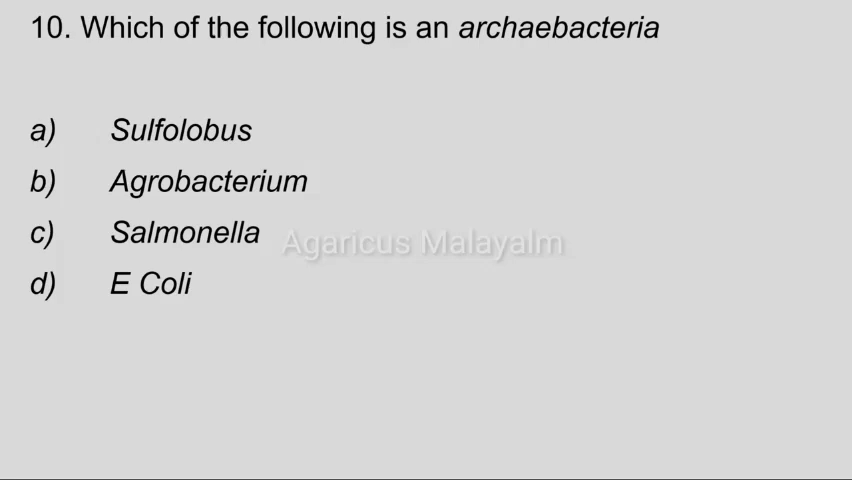 10. Which of the following is an archaebacteria
a) Sulfolobus
b) Agrobacterium
c) Salmonella
Agaricus Malayalm
d) E Coli